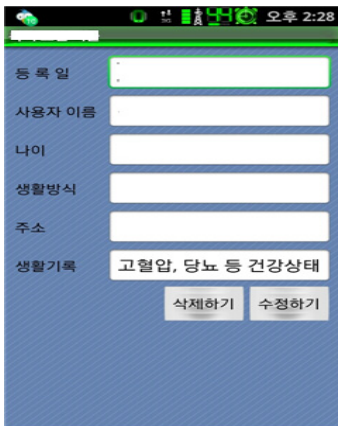 오후 2:28
등 록 일
사용자 이름
나이
생활방식
주소
생활기록 고혈압, 당뇨 등 건강상태
삭제하기 수정하기